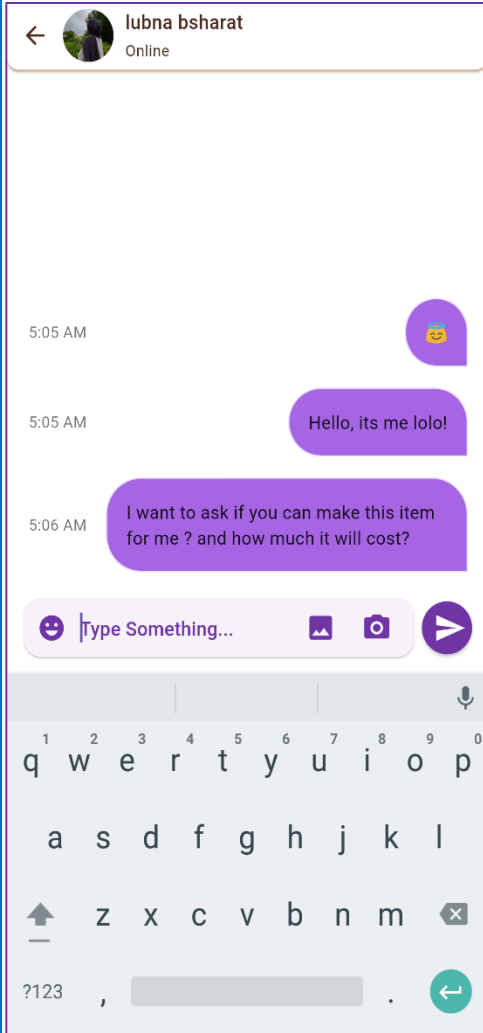 lubna bsharat
Online
5:05 AM
😇
5:05 AM
Hello, its me lolo!
5:06 AM
I want to ask if you can make this item
for me ? and how much it will cost?
Type Something...
1 2 3 4 5 6 7 8 9 0
q w e r t y u i o p
a s d f g h j k l
z x c v b n m
?123 , .